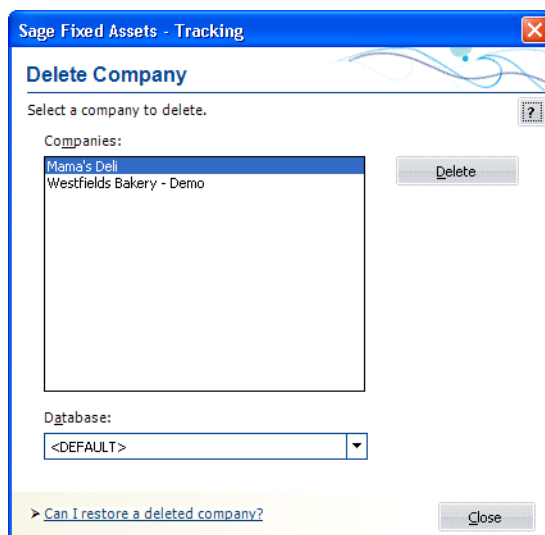 Sage Fixed Assets - Tracking
Delete Company
Select a company to delete.
?
Companies:
Mama's Deli
Westfields Bakery - Demo
Delete
Database:
<DEFAULT>
➤ Can I restore a deleted company?
Close